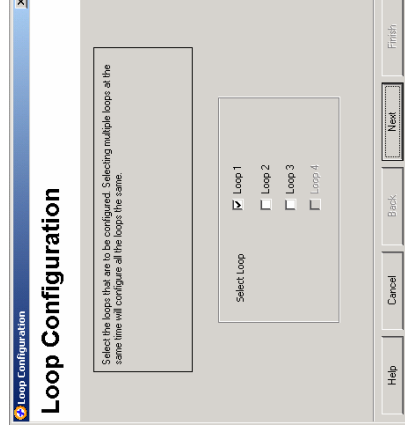 Loop Configuration
Loop Configuration
Select the loops that are to be configured. Selecting multiple loops at the
same time will configure all the loops the same.
Select Loop
Loop 1
Loop 2
Loop 3
Loop 4
Help
Cancel
Back
Next
Finish